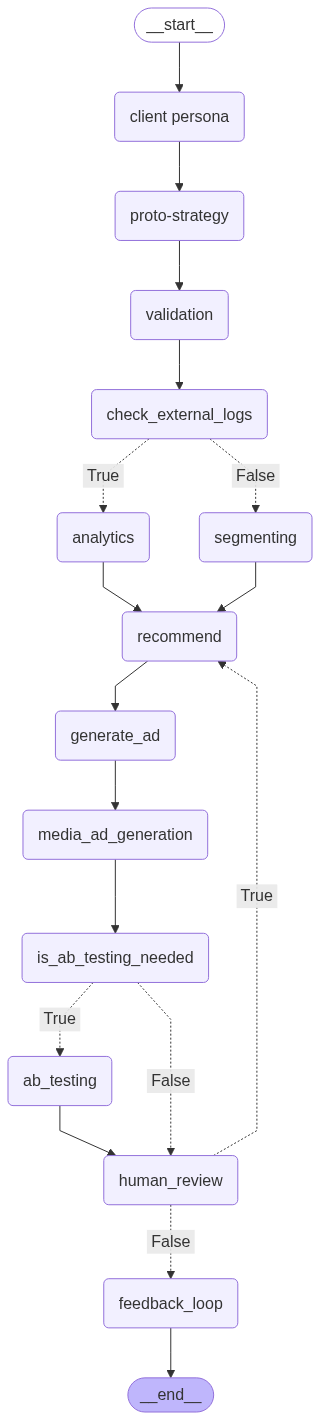 __start__
client persona
proto-strategy
validation
check_external_logs
True
False
analytics
segmenting
recommend
generate_ad
media_ad_generation
True
is_ab_testing_needed
True
ab_testing
False
human_review
False
feedback_loop
__end__